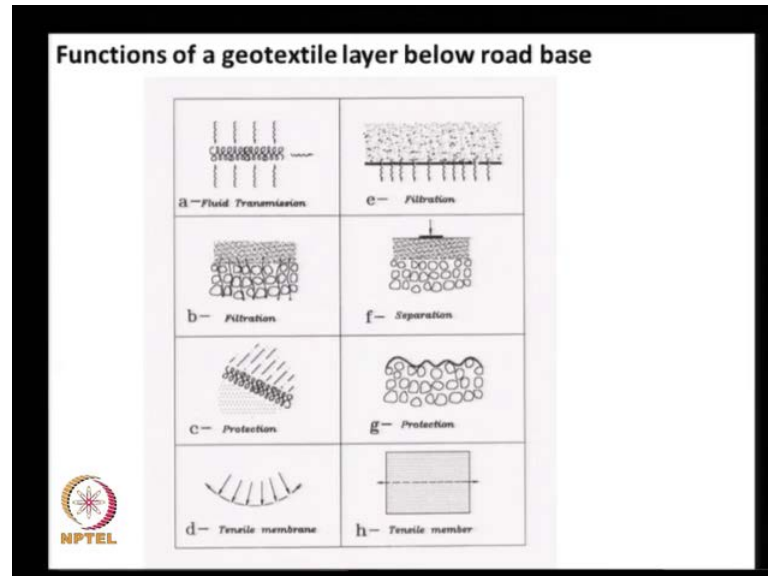 Functions of a geotextile layer below road base
a- Fluid Transmission
e- Filtration
b- Filtration
f- Separation
c- Protection
g- Protection
d- Tensile membrane
h- Tensile member
NPTEL